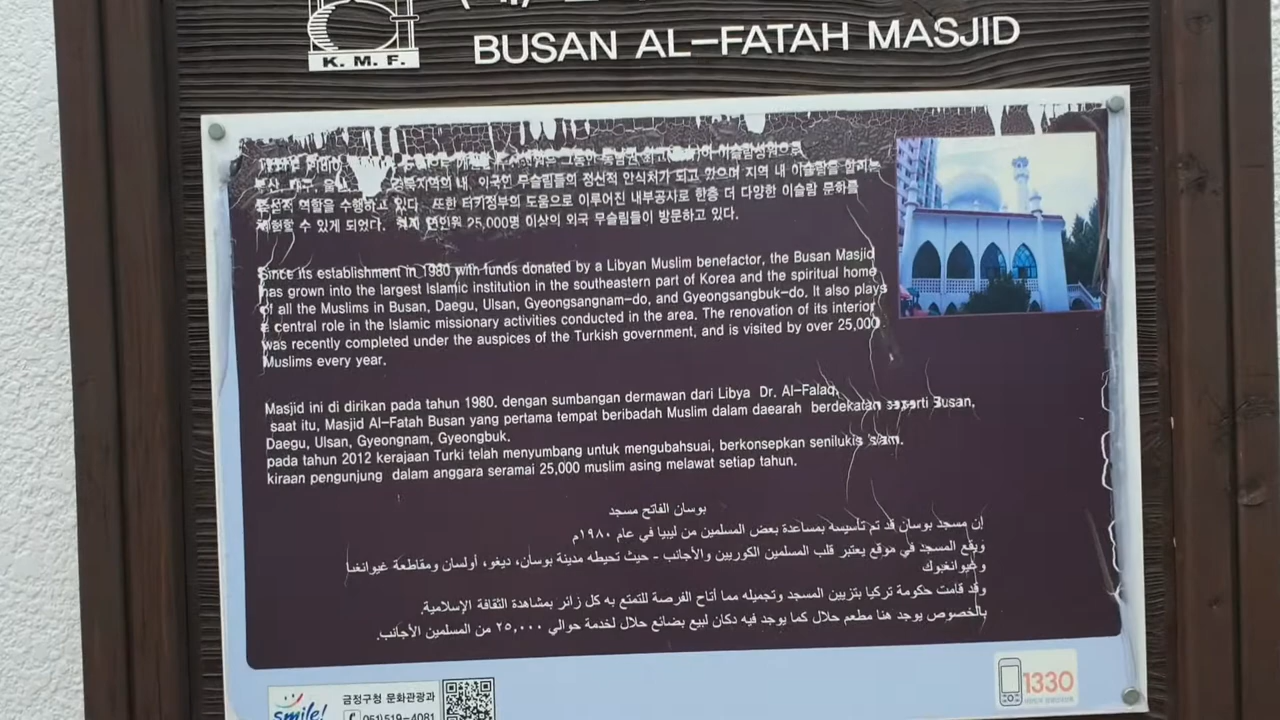 K. M. F.
BUSAN AL-FATAH MASJID
이슬람성원으로
부산, 대구, 경북지역의 내, 외국인 무슬림들의 정신적 안식처가 되고 있으며 지역 내 이슬람을 알리는
역할을 수행하고 있다. 또한 터키정부의 도움으로 이루어진 내부공사로 한층 더 다양한 이슬람 문화를
체험할 수 있게 되었다. 현재 연인원 25,000명 이상의 외국 무슬림들이 방문하고 있다.
Since its establishment in 1980 with funds donated by a Libyan Muslim benefactor, the Busan Masjid
has grown into the largest Islamic institution in the southeastern part of Korea and the spiritual home
of all the Muslims in Busan, Daegu, Ulsan, Gyeongsangnam-do, and Gyeongsangbuk-do. It also plays
a central role in the Islamic missionary activities conducted in the area. The renovation of its interior
was recently completed under the auspices of the Turkish government, and is visited by over 25,000
Muslims every year.
Masjid ini di dirikan pada tahun 1980. dengan sumbangan dermawan dari Libya Dr. Al-Falaq,
saat itu, Masjid Al-Fatah Busan yang pertama tempat beribadah Muslim dalam daearah berdekatan seperti Busan,
Daegu, Ulsan, Gyeongnam, Gyeongbuk.
pada tahun 2012 kerajaan Turki telah menyumbang untuk mengubahsuai, berkonsepkan senilukis
kiraan pengunjung dalam anggara seramai 25,000 muslim asing melawat setiap tahun.
بوسان الفاتح مسجد
إن مسجد بوسان قد تم تأسيسه بمساعدة بعض المسلمين من ليبيا في عام ١٩٨٠م
ويقع المسجد في موقع يعتبر قلب المسلمين الكوريين والأجانب - حيث تحيطه مدينة بوسان، ديغو، أولسان ومقاطعة غيوانغنا
وغيوانغبوك
وقد قامت حكومة تركيا بتزيين المسجد وتجميله مما أتاح الفرصة للتمتع به كل زائر بمشاهدة الثقافة الإسلامية.
بالخصوص يوجد هنا مطعم حلال كما يوجد فيه دكان لبيع بضائع حلال لخدمة حوالي ٢٥,٠٠٠ من المسلمين الأجانب.
smile!
금정구청 문화관광과
051)519-4081
1330